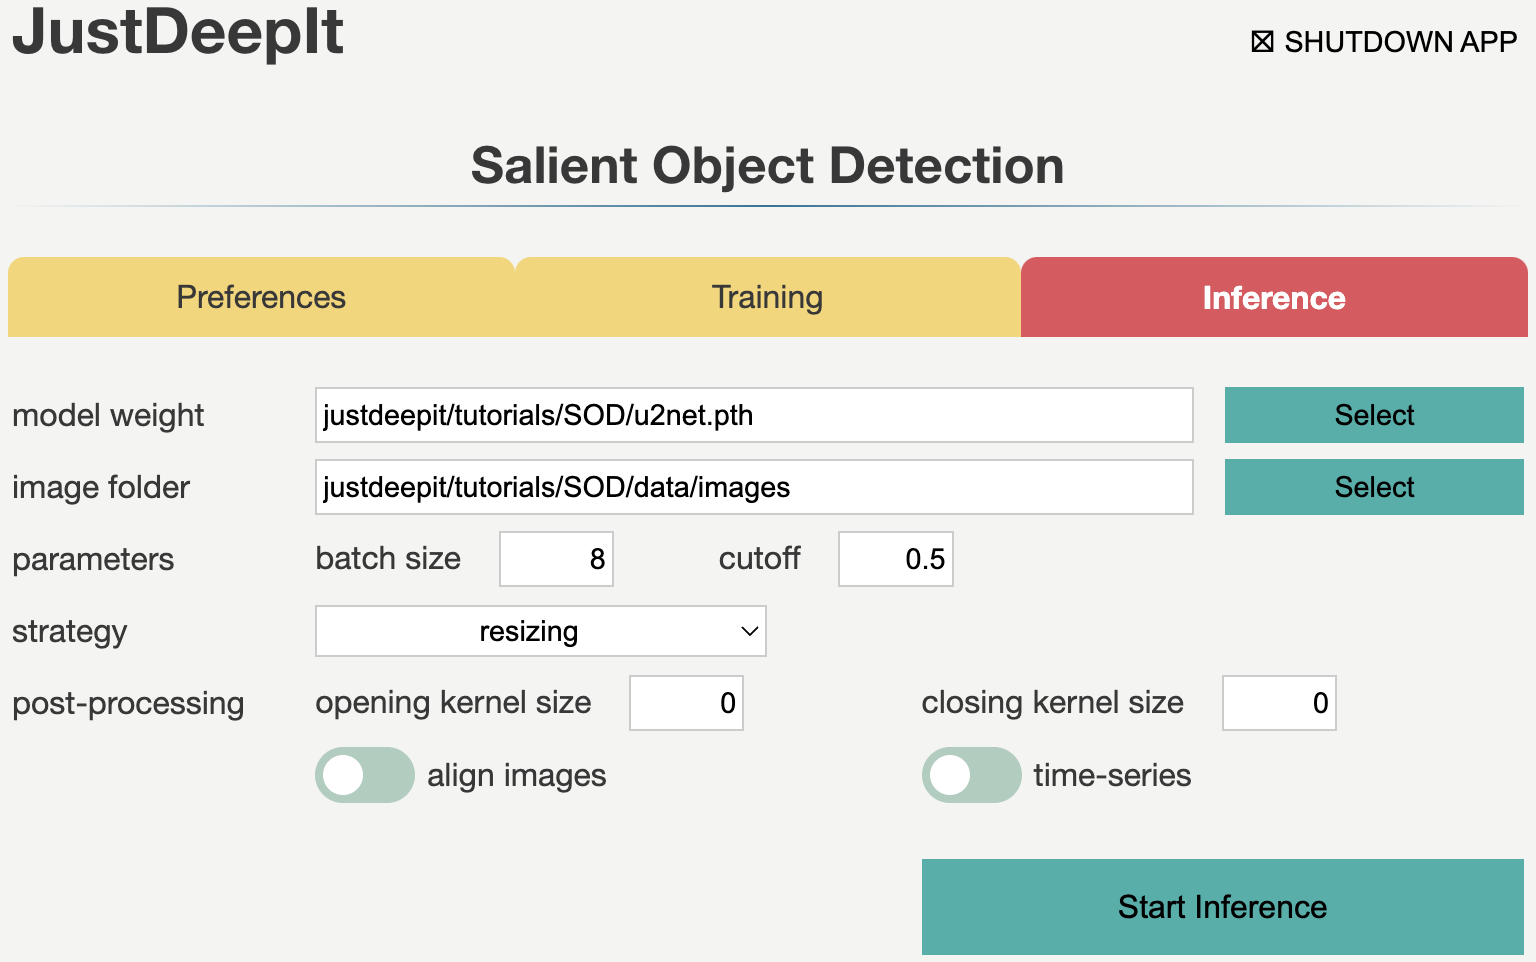 JustDeepIt
☒ SHUTDOWN APP
Salient Object Detection
Preferences Training Inference
model weight justdeepit/tutorials/SOD/u2net.pth Select
image folder justdeepit/tutorials/SOD/data/images Select
parameters batch size 8 cutoff 0.5
strategy resizing
post-processing opening kernel size 0 closing kernel size 0
align images time-series
Start Inference